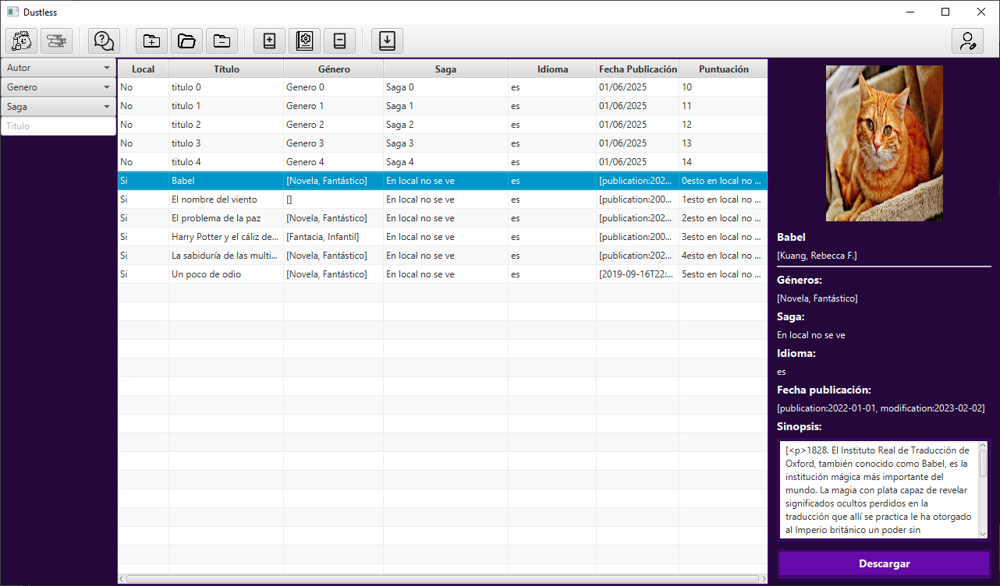 Dustless
Autor
Genero
Saga
Titulo
Local Título Género Saga Idioma Fecha Publicación Puntuación
No titulo 0 Genero 0 Saga 0 es 01/06/2025 10
No titulo 1 Genero 1 Saga 1 es 01/06/2025 11
No titulo 2 Genero 2 Saga 2 es 01/06/2025 12
No titulo 3 Genero 3 Saga 3 es 01/06/2025 13
No titulo 4 Genero 4 Saga 4 es 01/06/2025 14
Si Babel [Novela, Fantástico] En local no se ve es [publication:202... 0esto en local no ...
Si El nombre del viento [] En local no se ve es [publication:200... 1esto en local no ...
Si El problema de la paz [Novela, Fantástico] En local no se ve es [publication:202... 2esto en local no ...
Si Harry Potter y el cáliz de... [Fantacia, Infantil] En local no se ve es [publication:200... 3esto en local no ...
Si La sabiduría de las multi... [Novela, Fantástico] En local no se ve es [publication:202... 4esto en local no ...
Si Un poco de odio [Novela, Fantástico] En local no se ve es [2019-09-16T22:... 5esto en local no ...
Babel
[Kuang, Rebecca F.]
Géneros:
[Novela, Fantástico]
Saga:
En local no se ve
Idioma:
es
Fecha publicación:
[publication:2022-01-01, modification:2023-02-02]
Sinopsis:
[<p>1828. El Instituto Real de Traducción de
Oxford, también conocido como Babel, es la
institución mágica más importante del
mundo. La magia con plata capaz de revelar
significados ocultos perdidos en la
traducción que allí se practica le ha otorgado
al Imperio británico un poder sin
Descargar